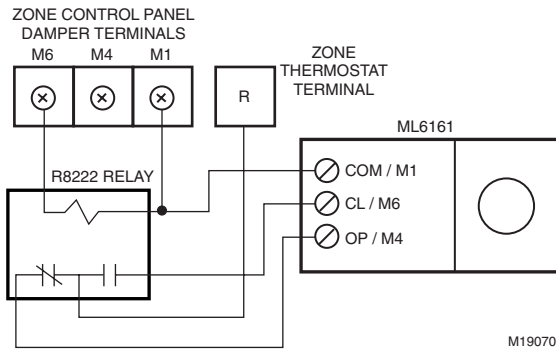 ZONE CONTROL PANEL
DAMPER TERMINALS
M6 M4 M1
ZONE
THERMOSTAT
TERMINAL
R
ML6161
R8222 RELAY
COM / M1
CL / M6
OP / M4
M19070